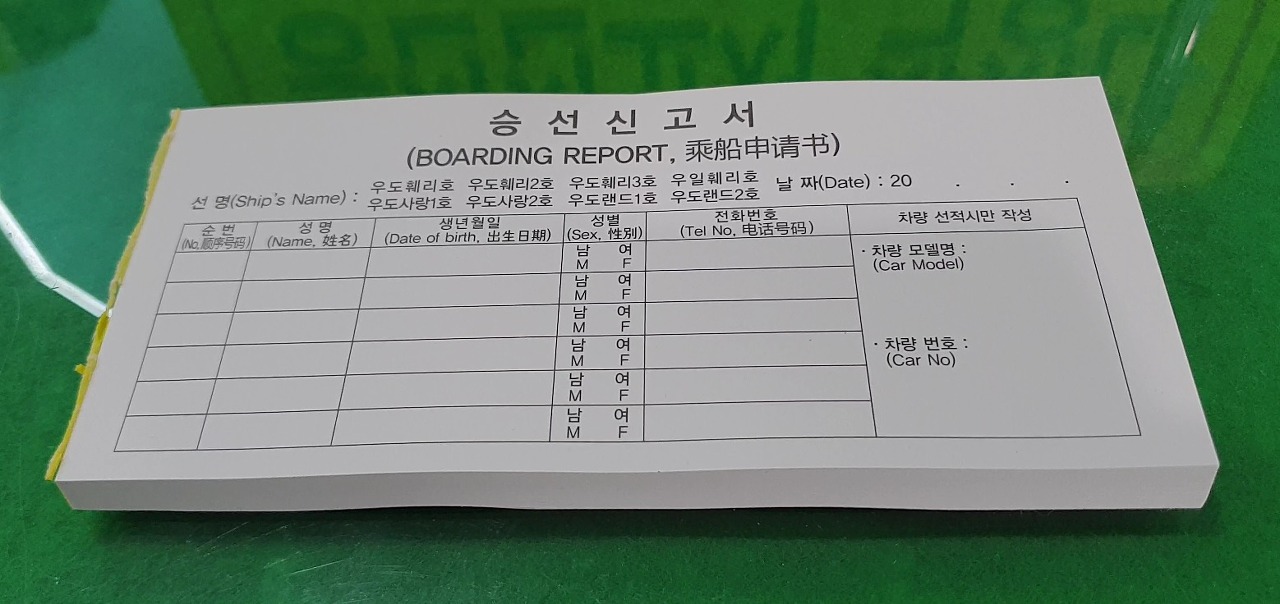 승 선 신 고 서
(BOARDING REPORT, 乘船申请书)
선 명(Ship's Name) : 우도훼리호 우도훼리2호 우도훼리3호 우일훼리호 날 짜(Date) : 20 . . .
우도사랑1호 우도사랑2호 우도랜드1호 우도랜드2호
순 번 성 명 생년월일 성별 전화번호 차량 선적시만 작성
(No, 顺序号码) (Name, 姓名) (Date of birth, 出生日期) (Sex, 性別) (Tel No, 电话号码)
남 여 · 차량 모델명 :
M F (Car Model)
남 여
M F
남 여
M F
남 여 · 차량 번호 :
M F (Car No)
남 여
M F
남 여
M F